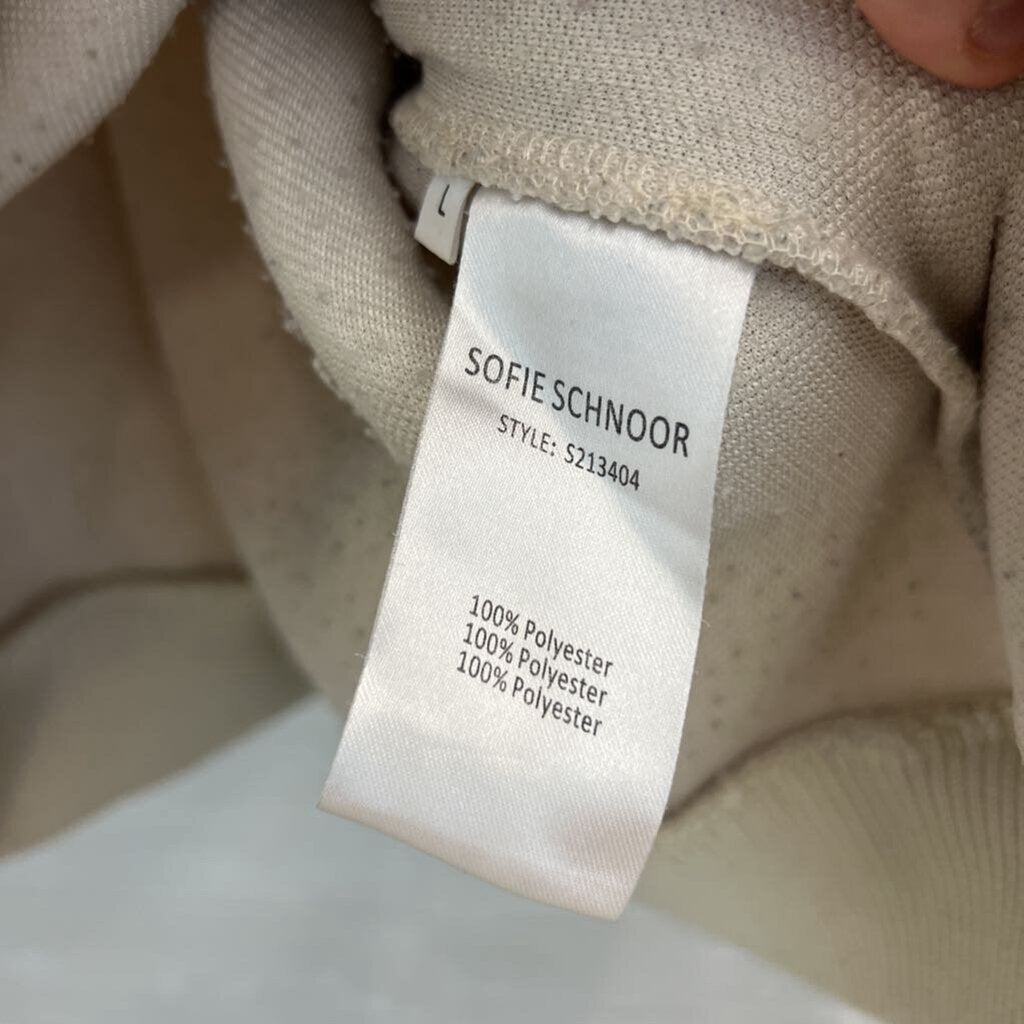 L
SOFIE SCHNOOR
STYLE: S213404
100% Polyester
100% Polyester
100% Polyester